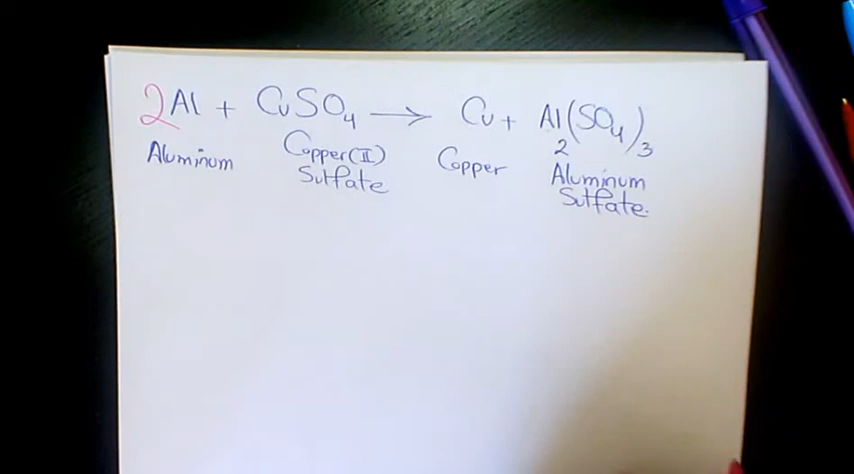 2Al + CuSO₄ → Cu + Al₂(SO₄)₃
Aluminum Copper(II) Copper Aluminum
Sulfate Sulfate.